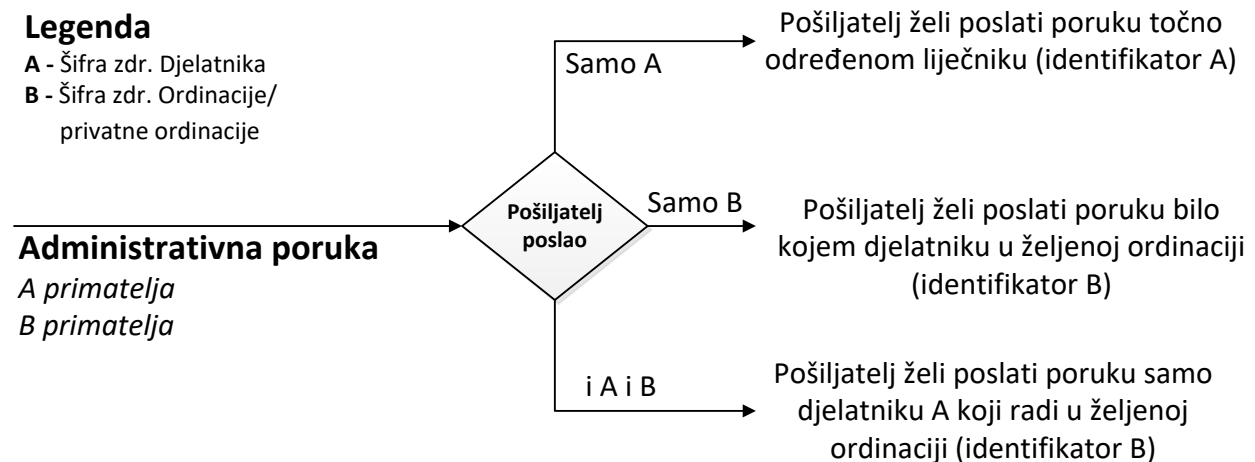 Legenda
A - Šifra zdr. Djelatnika
B - Šifra zdr. Ordinacije/
privatne ordinacije
Administrativna poruka
A primatelja
B primatelja
Pošiljatelj
poslao
Samo A
Pošiljatelj želi poslati poruku točno
određenom liječniku (identifikator A)
Samo B
Pošiljatelj želi poslati poruku bilo
kojem djelatniku u željenoj ordinaciji
(identifikator B)
i A i B
Pošiljatelj želi poslati poruku samo
djelatniku A koji radi u željenoj
ordinaciji (identifikator B)